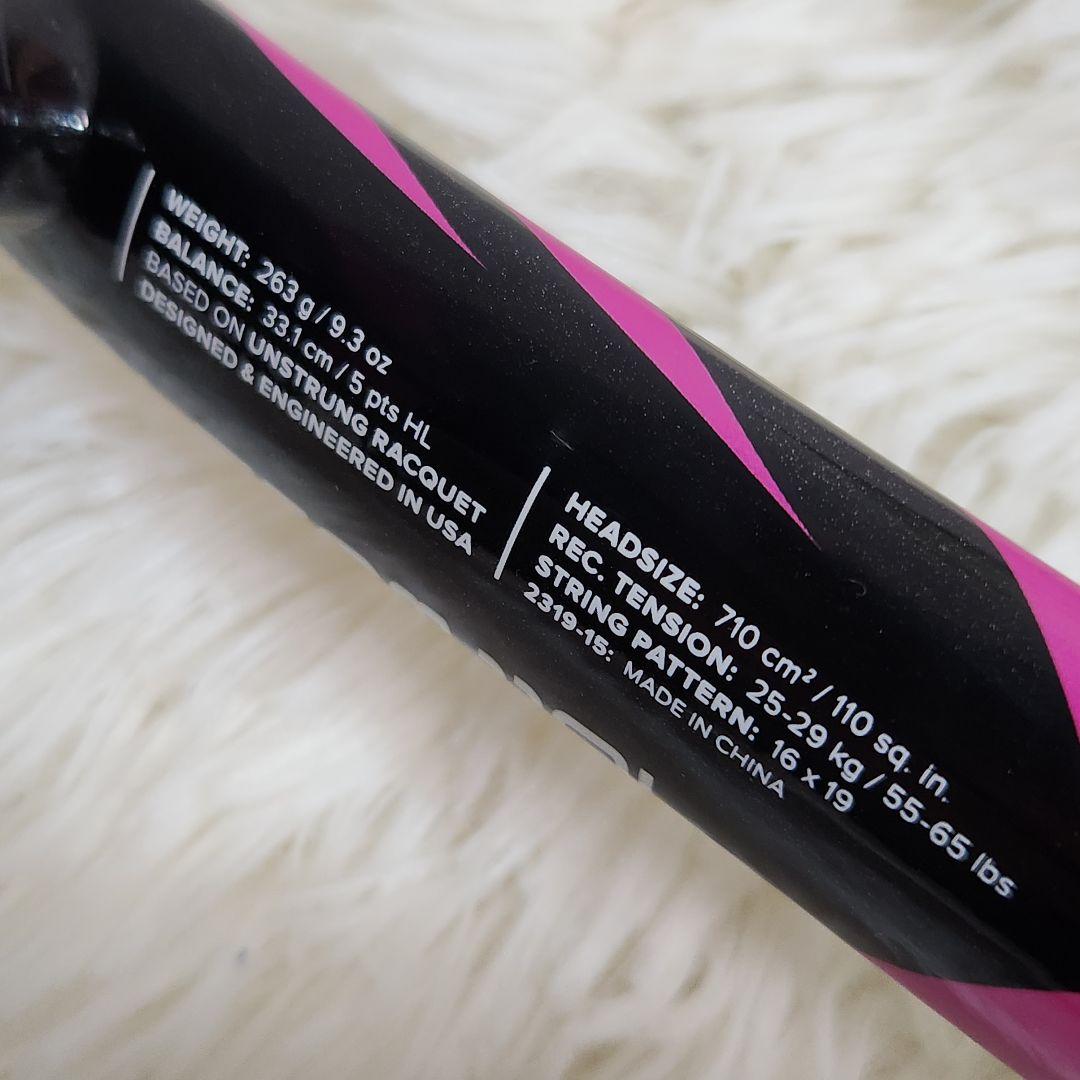 WEIGHT: 263 g / 9.3 oz
BALANCE: 33.1 cm / 5 pts HL
BASED ON UNSTRUNG RACQUET
DESIGNED & ENGINEERED IN USA
HEADSIZE: 710 cm² / 110 sq. in.
REC. TENSION: 25-29 kg / 55-65 lbs
STRING PATTERN: 16 x 19
2319-15: MADE IN CHINA